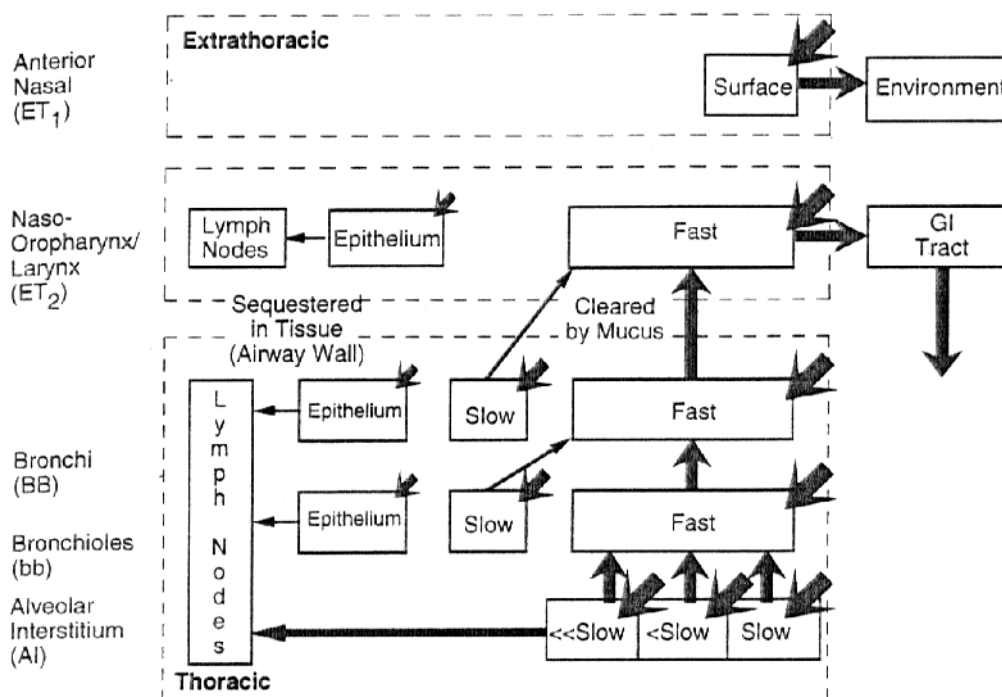 Extrathoracic
Anterior
Nasal
(ET1)
Surface
Environment
Naso-
Oropharynx/
Larynx
(ET2)
Lymph
Nodes
Epithelium
Fast
GI
Tract
Sequestered
in Tissue
(Airway Wall)
Cleared
by Mucus
Lymph Nodes
Epithelium
Slow
Fast
Bronchi
(BB)
Epithelium
Slow
Fast
Bronchioles
(bb)
Alveolar
Interstitium
(AI)
<<Slow
<Slow
Slow
Thoracic